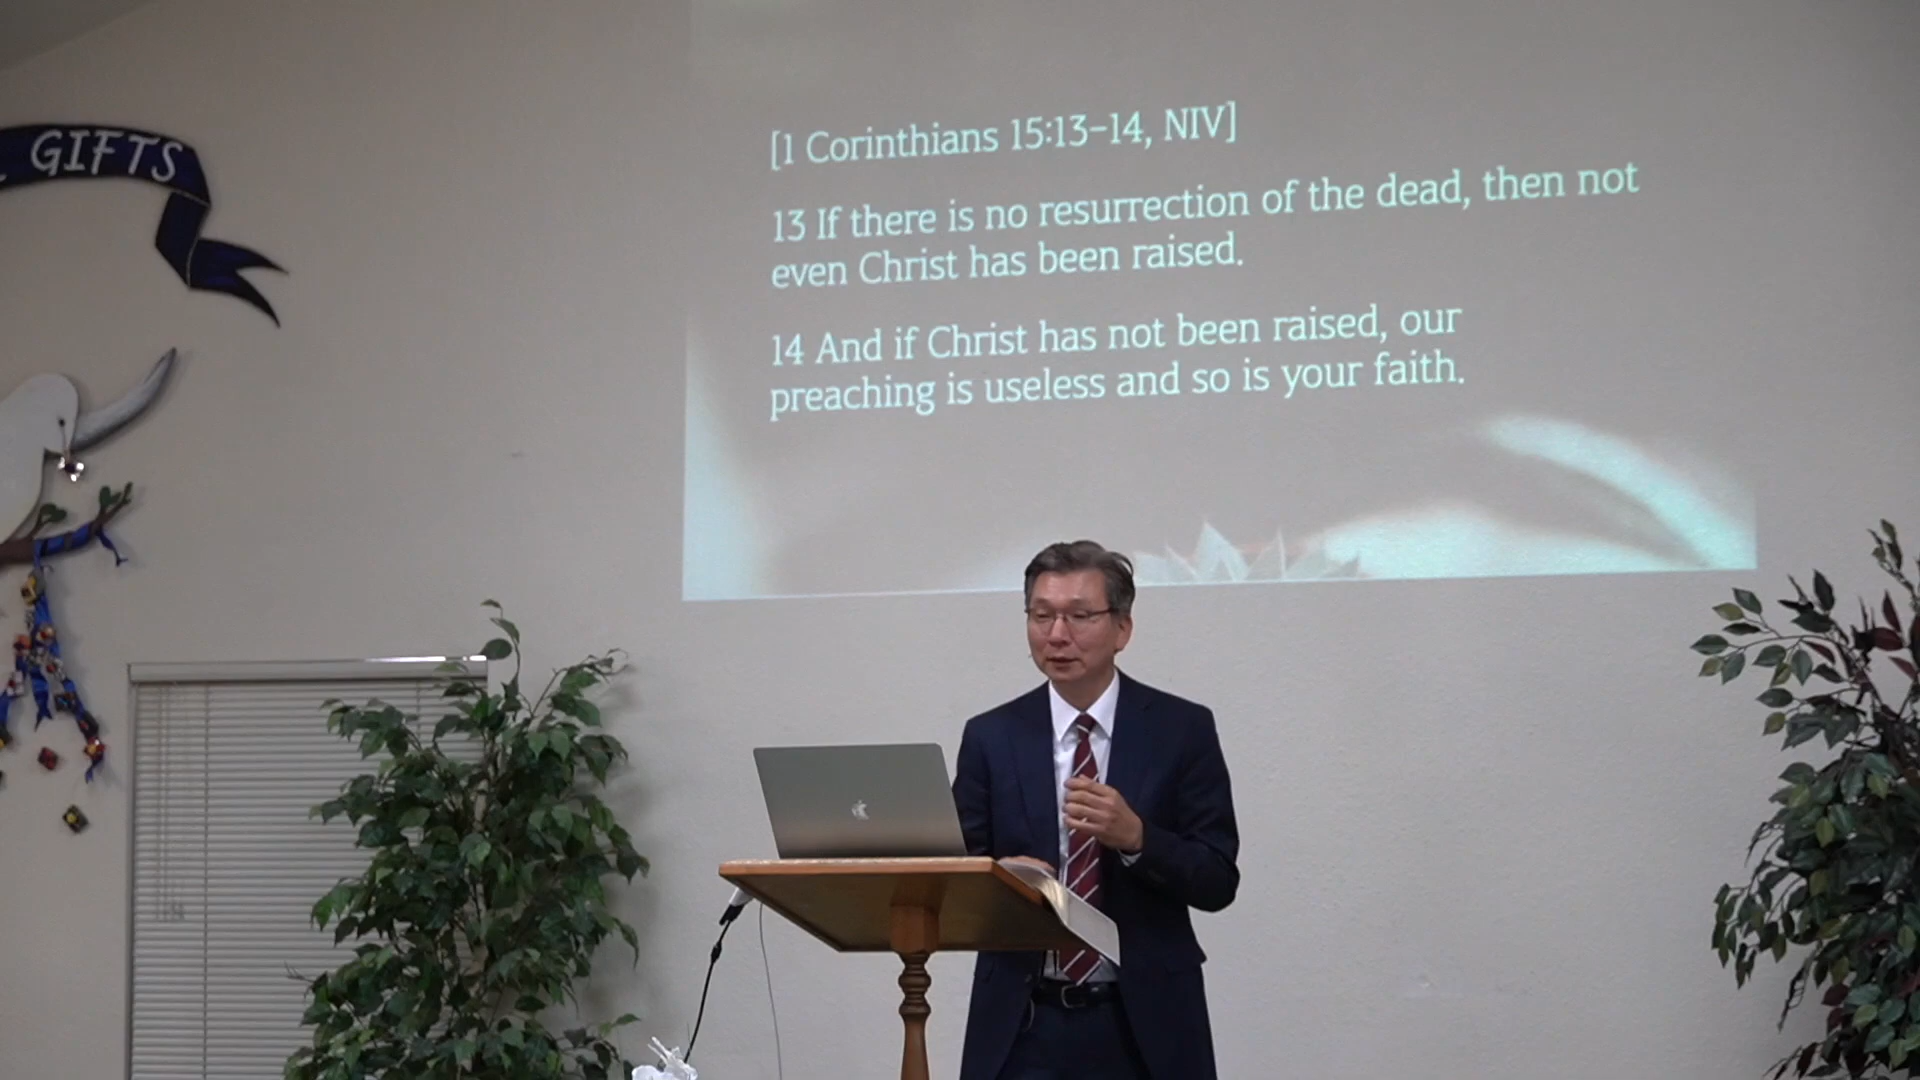 GIFTS
[1 Corinthians 15:13–14, NIV]
13 If there is no resurrection of the dead, then not
even Christ has been raised.
14 And if Christ has not been raised, our
preaching is useless and so is your faith.